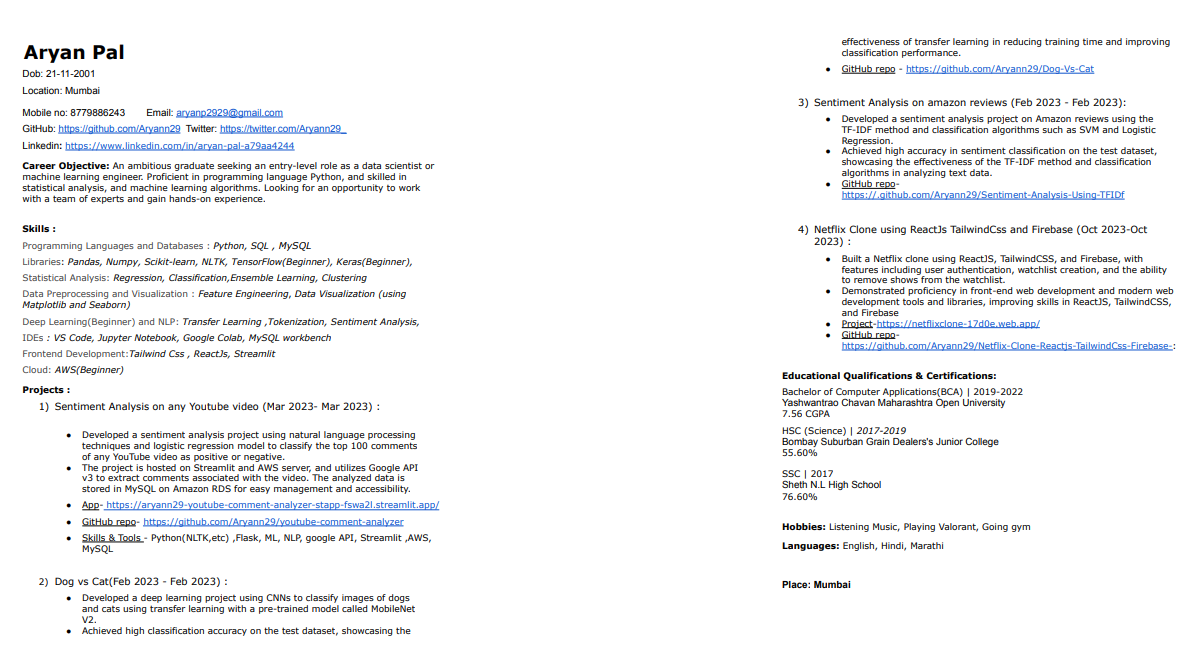 Aryan Pal
Dob: 21-11-2001
Location: Mumbai
Mobile no: 8779886243 Email: aryanp2929@gmail.com
GitHub: https://github.com/Aryann29 Twitter: https://twitter.com/Aryann29_
Linkedin: https://www.linkedin.com/in/aryan-pal-a79aa4244
Career Objective: An ambitious graduate seeking an entry-level role as a data scientist or
machine learning engineer. Proficient in programming language Python, and skilled in
statistical analysis, and machine learning algorithms. Looking for an opportunity to work
with a team of experts and gain hands-on experience.
Skills :
Programming Languages and Databases : Python, SQL , MySQL
Libraries: Pandas, Numpy, Scikit-learn, NLTK, TensorFlow(Beginner), Keras(Beginner),
Statistical Analysis: Regression, Classification,Ensemble Learning, Clustering
Data Preprocessing and Visualization : Feature Engineering, Data Visualization (using
Matplotlib and Seaborn)
Deep Learning(Beginner) and NLP: Transfer Learning ,Tokenization, Sentiment Analysis,
IDEs : VS Code, Jupyter Notebook, Google Colab, MySQL workbench
Frontend Development:Tailwind Css , ReactJs, Streamlit
Cloud: AWS(Beginner)
Projects :
1) Sentiment Analysis on any Youtube video (Mar 2023- Mar 2023) :
● Developed a sentiment analysis project using natural language processing
techniques and logistic regression model to classify the top 100 comments
of any YouTube video as positive or negative.
● The project is hosted on Streamlit and AWS server, and utilizes Google API
v3 to extract comments associated with the video. The analyzed data is
stored in MySQL on Amazon RDS for easy management and accessibility.
● App- https://aryann29-youtube-comment-analyzer-stapp-fswa2l.streamlit.app/
● GitHub repo- https://github.com/Aryann29/youtube-comment-analyzer
● Skills & Tools - Python(NLTK,etc) ,Flask, ML, NLP, google API, Streamlit ,AWS,
MySQL
2) Dog vs Cat(Feb 2023 - Feb 2023) :
● Developed a deep learning project using CNNs to classify images of dogs
and cats using transfer learning with a pre-trained model called MobileNet
V2.
● Achieved high classification accuracy on the test dataset, showcasing the
effectiveness of transfer learning in reducing training time and improving
classification performance.
● GitHub repo - https://github.com/Aryann29/Dog-Vs-Cat
3) Sentiment Analysis on amazon reviews (Feb 2023 - Feb 2023):
● Developed a sentiment analysis project on Amazon reviews using the
TF-IDF method and classification algorithms such as SVM and Logistic
Regression.
● Achieved high accuracy in sentiment classification on the test dataset,
showcasing the effectiveness of the TF-IDF method and classification
algorithms in analyzing text data.
● GitHub repo-
https://.github.com/Aryann29/Sentiment-Analysis-Using-TFIDf
4) Netflix Clone using ReactJs TailwindCss and Firebase (Oct 2023-Oct
2023) :
● Built a Netflix clone using ReactJS, TailwindCSS, and Firebase, with
features including user authentication, watchlist creation, and the ability
to remove shows from the watchlist.
● Demonstrated proficiency in front-end web development and modern web
development tools and libraries, improving skills in ReactJS, TailwindCSS,
and Firebase
● Project-https://netflixclone-17d0e.web.app/
● GitHub repo-
https://github.com/Aryann29/Netflix-Clone-Reactjs-TailwindCss-Firebase-:
Educational Qualifications & Certifications:
Bachelor of Computer Applications(BCA) | 2019-2022
Yashwantrao Chavan Maharashtra Open University
7.56 CGPA
HSC (Science) | 2017-2019
Bombay Suburban Grain Dealers's Junior College
55.60%
SSC | 2017
Sheth N.L High School
76.60%
Hobbies: Listening Music, Playing Valorant, Going gym
Languages: English, Hindi, Marathi
Place: Mumbai